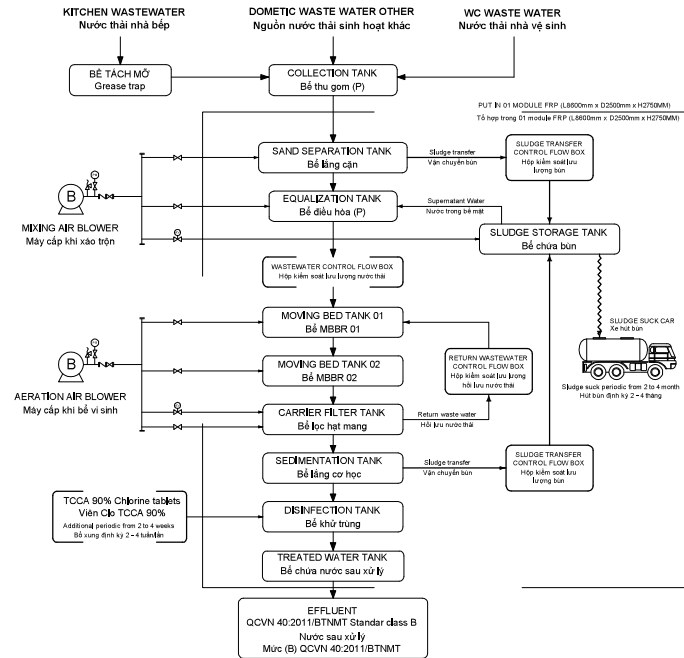 KITCHEN WASTEWATER
Nước thải nhà bếp
DOMETIC WASTE WATER OTHER
Nguồn nước thải sinh hoạt khác
WC WASTE WATER
Nước thải nhà vệ sinh
BỂ TÁCH MỠ
Grease trap
COLLECTION TANK
Bể thu gom (P)
PUT IN 01 MODULE FRP (L8600mm x D2500mm x H2750MM)
Tổ hợp trong 01 module FRP (L8600mm x D2500mm x H2750MM)
SAND SEPARATION TANK
Bể lắng cặn
Sludge transfer
Vận chuyển bùn
SLUDGE TRANSFER
CONTROL FLOW BOX
Hộp kiểm soát lưu
lượng bùn
B
MIXING AIR BLOWER
Máy cấp khí xáo trộn
EQUALIZATION TANK
Bể điều hòa (P)
Supernatant Water
Nước trong bề mặt
SLUDGE STORAGE TANK
Bể chứa bùn
WASTEWATER CONTROL FLOW BOX
Hộp kiểm soát lưu lượng nước thải
MOVING BED TANK 01
Bể MBBR 01
SLUDGE SUCK CAR
Xe hút bùn
RETURN WASTEWATER
CONTROL FLOW BOX
Hộp kiểm soát lưu lượng
hồi lưu nước thải
B
AERATION AIR BLOWER
Máy cấp khí bể vi sinh
MOVING BED TANK 02
Bể MBBR 02
Sludge suck periodic from 2 to 4 month
Hút bùn định kỳ 2 – 4 tháng
CARRIER FILTER TANK
Bể lọc hạt mang
Return waste water
Hồi lưu nước thải
SEDIMENTATION TANK
Bể lắng cơ học
Sludge transfer
Vận chuyển bùn
SLUDGE TRANSFER
CONTROL FLOW BOX
Hộp kiểm soát lưu
lượng bùn
TCCA 90% Chlorine tablets
Viên Clo TCCA 90%
Additional periodic from 2 to 4 weeks
Bổ xung định kỳ 2 – 4 tuần/lần
DISINFECTION TANK
Bể khử trùng
TREATED WATER TANK
Bể chứa nước sau xử lý
EFFLUENT
QCVN 40:2011/BTNMT Standar class B
Nước sau xử lý
Mức (B) QCVN 40:2011/BTNMT